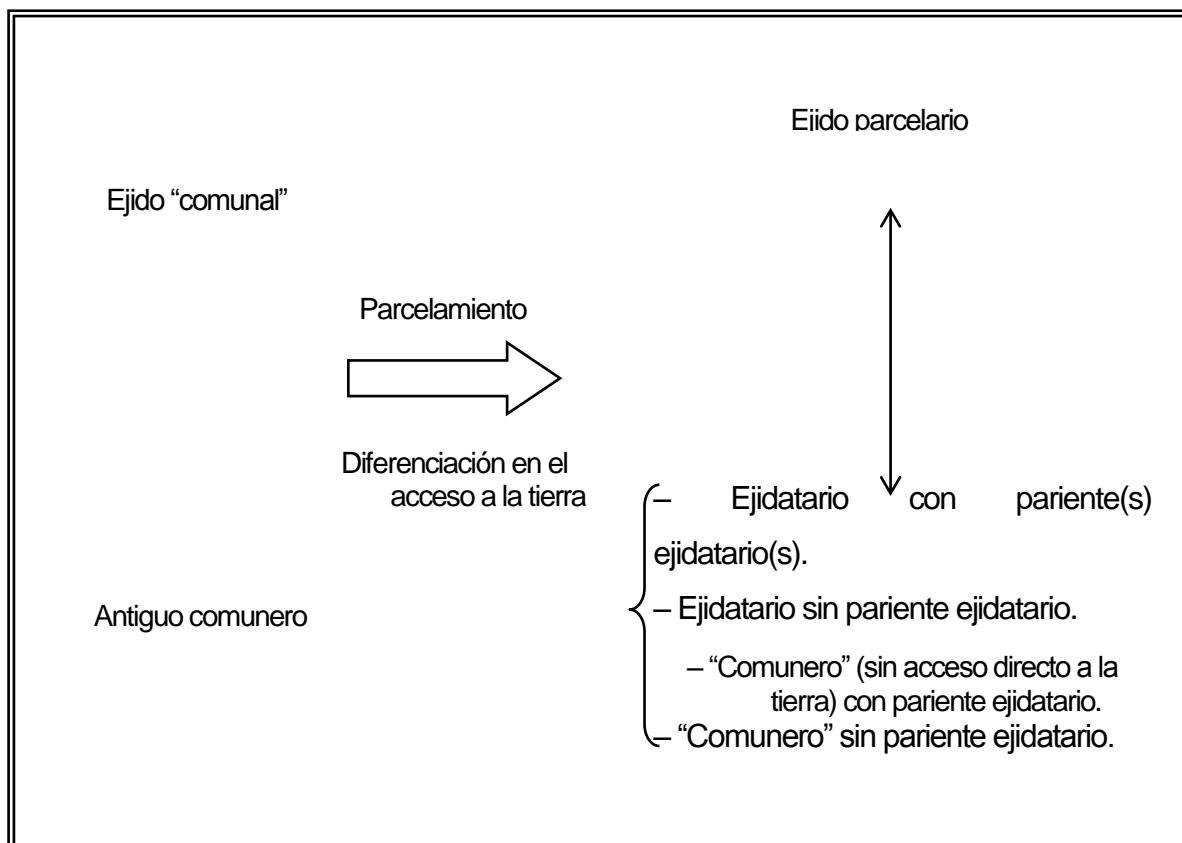 Ejido parcelario
Ejido “comunal”
Parcelamiento
Diferenciación en el
acceso a la tierra
– Ejidatario con pariente(s)
ejidatario(s).
Antiguo comunero
– Ejidatario sin pariente ejidatario.
– “Comunero” (sin acceso directo a la
tierra) con pariente ejidatario.
– “Comunero” sin pariente ejidatario.